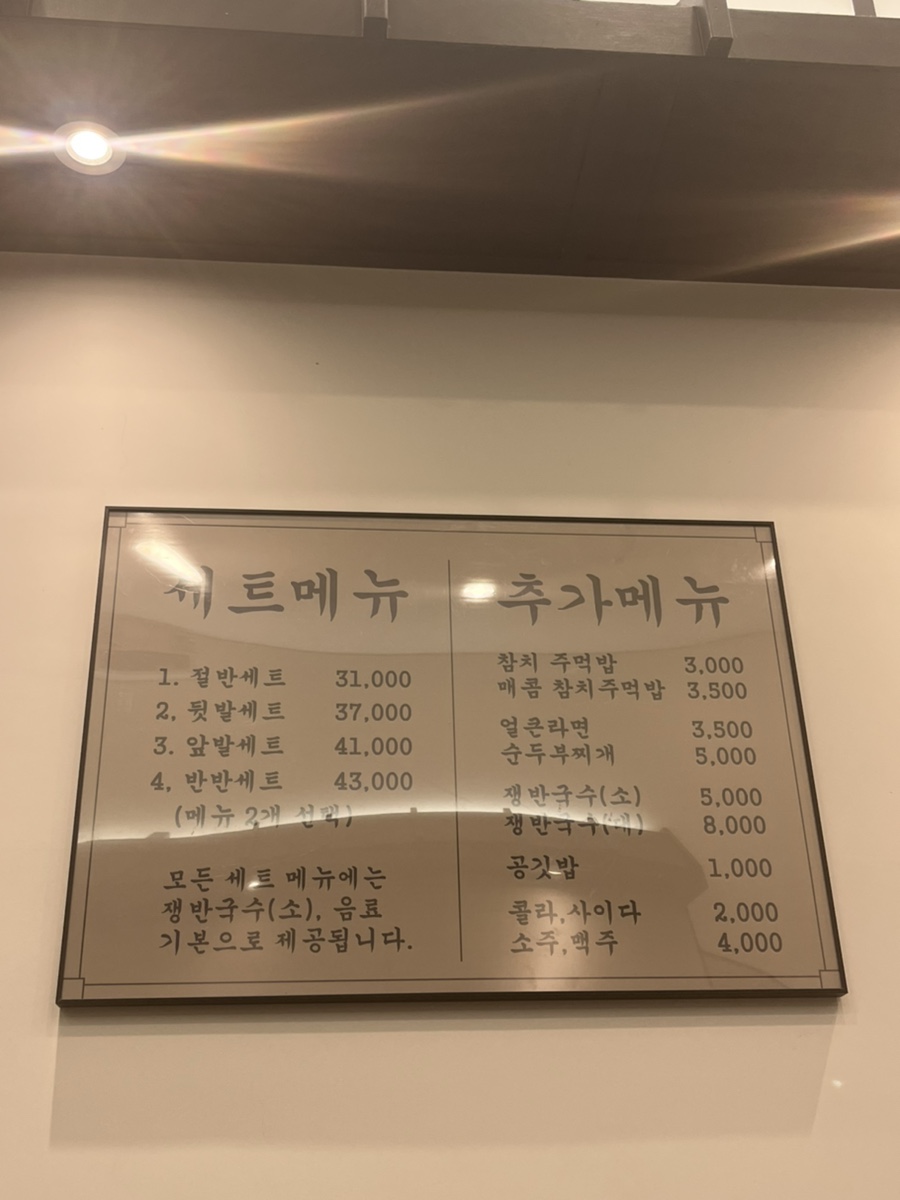 세트메뉴
1. 절반세트 31,000
2. 뒷발세트 37,000
3. 앞발세트 41,000
4. 반반세트 43,000
(메뉴 2개 선택)
모든 세트 메뉴에는
쟁반국수(소), 음료
기본으로 제공됩니다.
추가메뉴
참치 주먹밥 3,000
매콤 참치주먹밥 3,500
얼큰라면 3,500
순두부찌개 5,000
쟁반국수(소) 5,000
쟁반국수(대) 8,000
공깃밥 1,000
콜라,사이다 2,000
소주,맥주 4,000